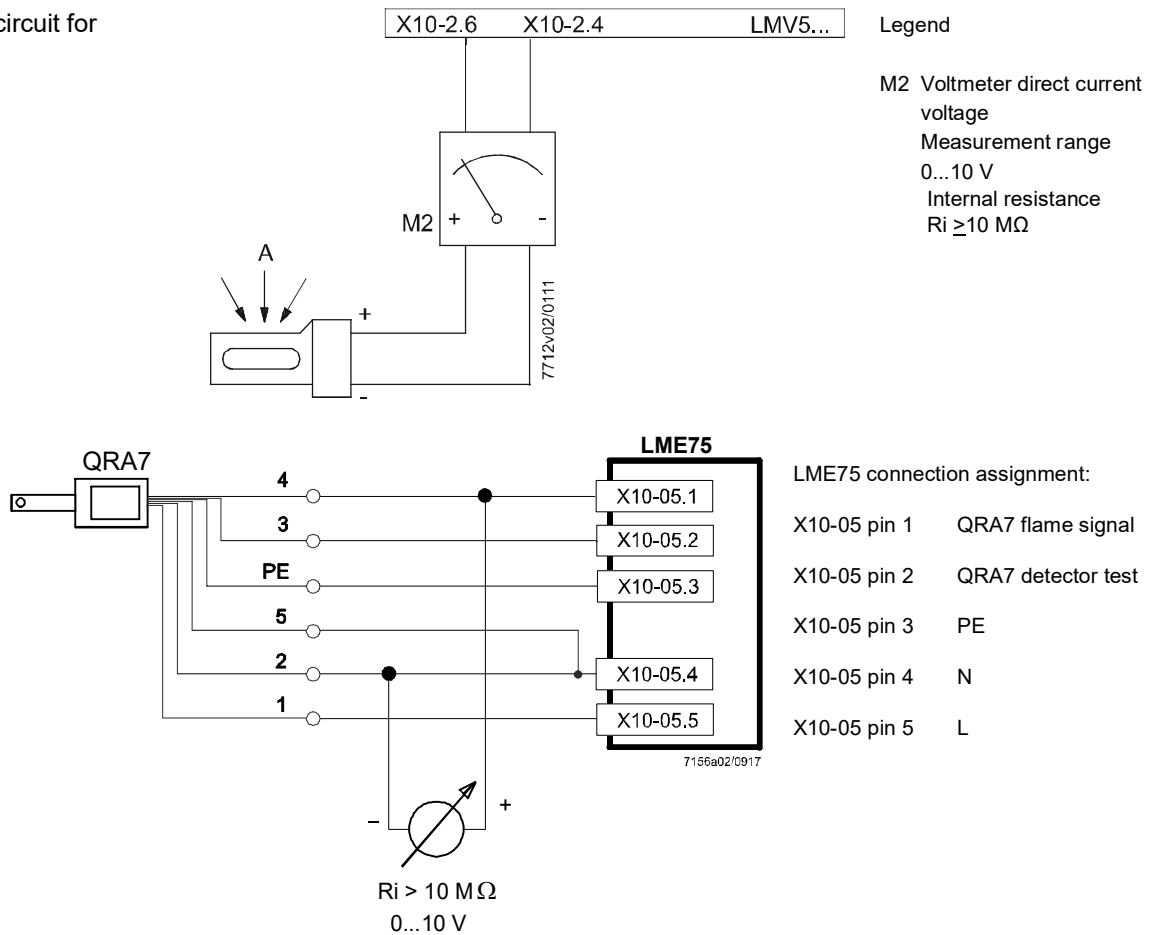 circuit for
X10-2.6 X10-2.4 LMV5...
Legend
M2 Voltmeter direct current
voltage
Measurement range
0...10 V
Internal resistance
Ri ≥10 MΩ
M2 + -
A
+
-
7712v02/0111
QRA7
LME75
4
X10-05.1
3
X10-05.2
PE
X10-05.3
5
2
X10-05.4
1
X10-05.5
7156a02/0917
– +
Ri > 10 MΩ
0...10 V
LME75 connection assignment:
X10-05 pin 1 QRA7 flame signal
X10-05 pin 2 QRA7 detector test
X10-05 pin 3 PE
X10-05 pin 4 N
X10-05 pin 5 L